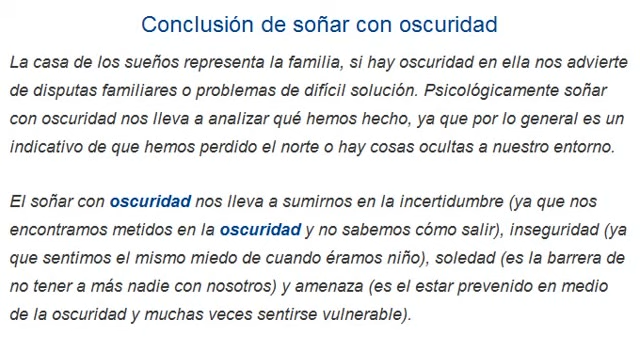 Conclusión de soñar con oscuridad
La casa de los sueños representa la familia, si hay oscuridad en ella nos advierte
de disputas familiares o problemas de difícil solución. Psicológicamente soñar
con oscuridad nos lleva a analizar qué hemos hecho, ya que por lo general es un
indicativo de que hemos perdido el norte o hay cosas ocultas a nuestro entorno.
El soñar con oscuridad nos lleva a sumirnos en la incertidumbre (ya que nos
encontramos metidos en la oscuridad y no sabemos cómo salir), inseguridad (ya
que sentimos el mismo miedo de cuando éramos niño), soledad (es la barrera de
no tener a más nadie con nosotros) y amenaza (es el estar prevenido en medio
de la oscuridad y muchas veces sentirse vulnerable).